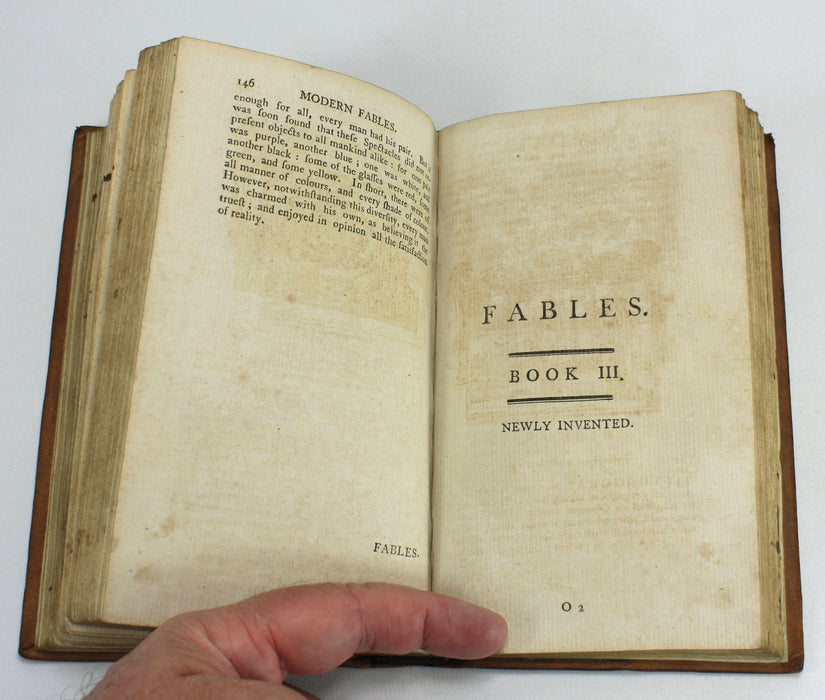 146
MODERN FABLES.
enough for all, every man had his pair. But it
was ſoon found that theſe Spectacles did not
preſent objects to all mankind alike: for one pair
was purple, another blue; one was white, and
another black: ſome of the glaſſes were red, ſome
green, and ſome yellow. In ſhort, there were of
all manner of colours, and every ſhade of colour.
However, notwithſtanding this diverſity, every man
was charmed with his own, as believing it the
trueſt; and enjoyed in opinion all the ſatisfaction
of reality.
FABLES.
FABLES.
BOOK III.
NEWLY INVENTED.
O 2